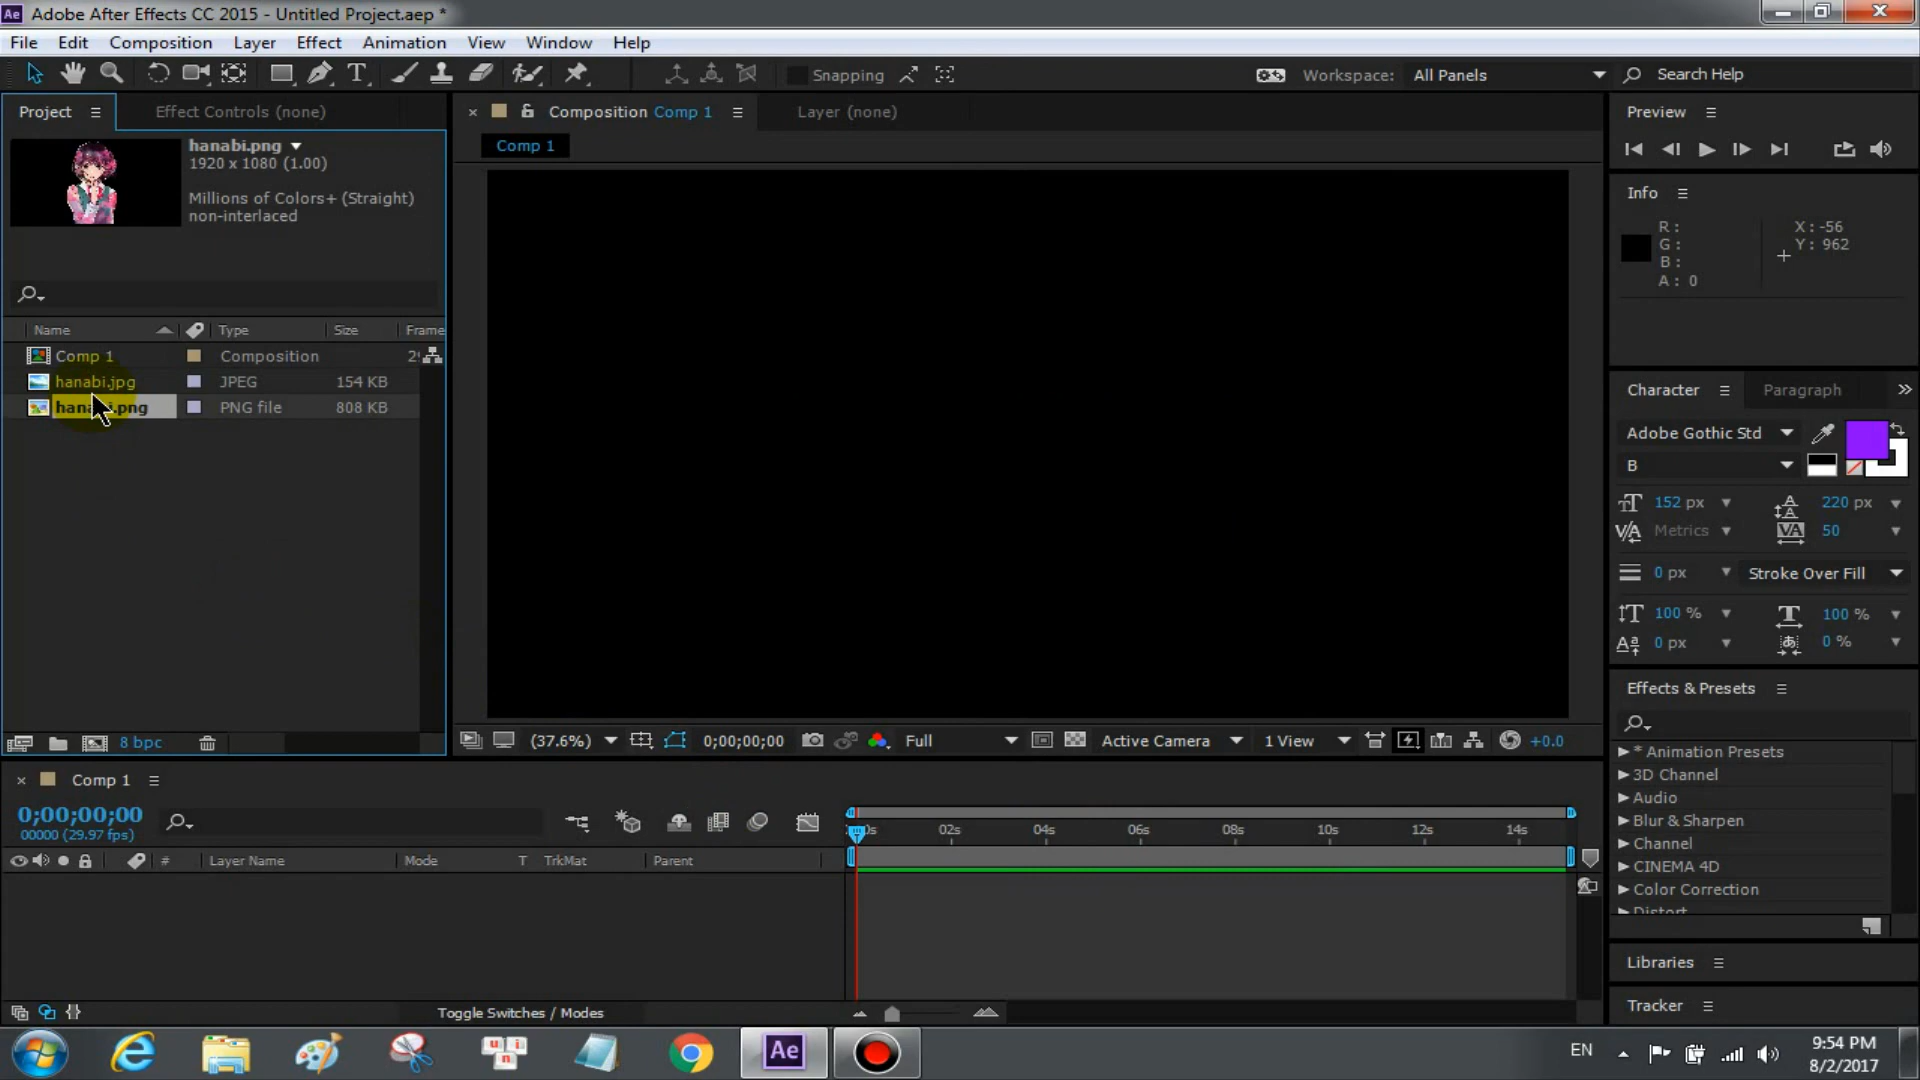 Ae Adobe After Effects CC 2015 - Untitled Project.aep *
File Edit Composition Layer Effect Animation View Window Help
T Snapping Workspace: All Panels Search Help
Project Effect Controls (none) Composition Comp 1 Layer (none) Preview
hanabi.png
1920 x 1080 (1.00)
Comp 1
Millions of Colors+ (Straight)
non-interlaced
Info
R :
G :
B :
A : 0
X : -56
Y : 962
Name Type Size Frame
Comp 1 Composition 2
hanabi.jpg JPEG 154 KB
hanabi.png PNG file 808 KB
Character Paragraph
Adobe Gothic Std
B
152 px 220 px
Metrics 50
0 px Stroke Over Fill
100 % 100 %
0 px 0 %
Effects & Presets
* Animation Presets
3D Channel
Audio
Blur & Sharpen
Channel
CINEMA 4D
Color Correction
Distort
8 bpc
(37.6%) 0;00;00;00 Full Active Camera 1 View +0.0
Comp 1
0;00;00;00
00000 (29.97 fps)
0s 02s 04s 06s 08s 10s 12s 14s
# Layer Name Mode T TrkMat Parent
Toggle Switches / Modes
Libraries
Tracker
u i n
Ae
EN
9:54 PM
8/2/2017